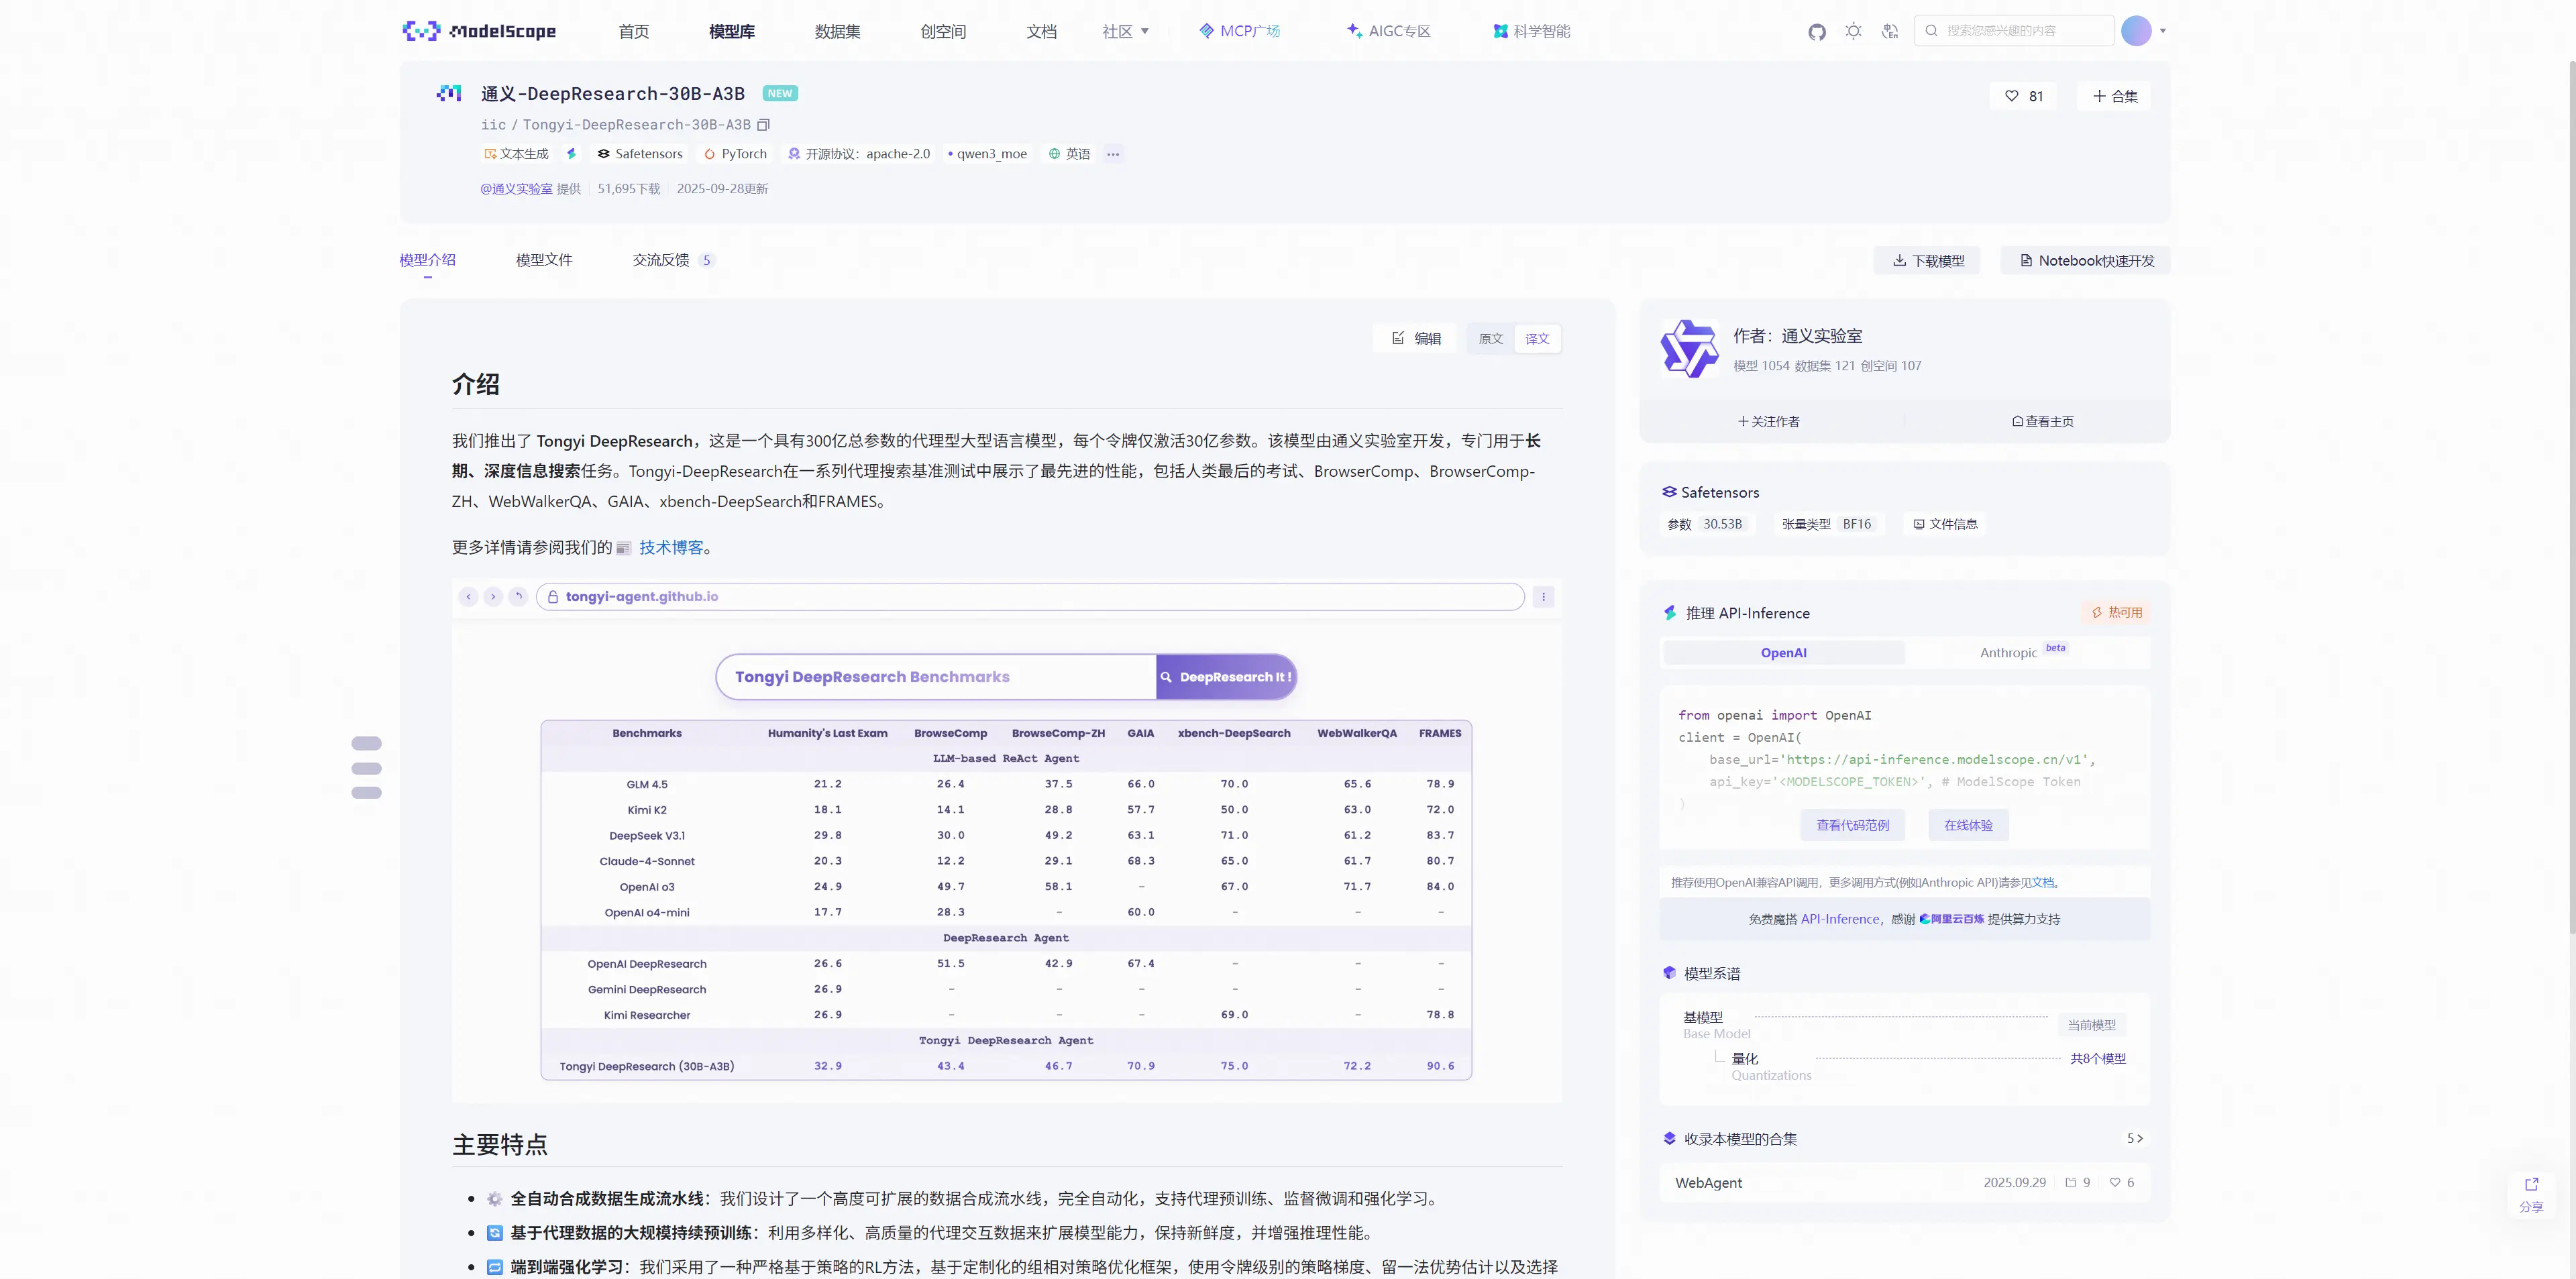 ModelScope 首页 模型库 数据集 创空间 文档 社区 MCP广场 AIGC专区 科学智能 搜索您感兴趣的内容
通义-DeepResearch-30B-A3B NEW
81 合集
iic / Tongyi-DeepResearch-30B-A3B
文本生成 Safetensors PyTorch 开源协议：apache-2.0 qwen3_moe 英语 ...
@通义实验室 提供 51,695下载 2025-09-28更新
模型介绍 模型文件 交流反馈 5
下载模型 Notebook快速开发
编辑 原文 译文
介绍
我们推出了 Tongyi DeepResearch，这是一个具有300亿总参数的代理型大型语言模型，每个令牌仅激活30亿参数。该模型由通义实验室开发，专门用于长
期、深度信息搜索任务。Tongyi-DeepResearch在一系列代理搜索基准测试中展示了最先进的性能，包括人类最后的考试、BrowserComp、BrowserComp-
ZH、WebWalkerQA、GAIA、xbench-DeepSearch和FRAMES。
更多详情请参阅我们的 技术博客。
tongyi-agent.github.io
Tongyi DeepResearch Benchmarks DeepResearch It !
Benchmarks Humanity's Last Exam BrowseComp BrowseComp-ZH GAIA xbench-DeepSearch WebWalkerQA FRAMES
LLM-based ReAct Agent
GLM 4.5 21.2 26.4 37.5 66.0 70.0 65.6 78.9
Kimi K2 18.1 14.1 28.8 57.7 50.0 63.0 72.0
DeepSeek V3.1 29.8 30.0 49.2 63.1 71.0 61.2 83.7
Claude-4-Sonnet 20.3 12.2 29.1 68.3 65.0 61.7 80.7
OpenAI o3 24.9 49.7 58.1 - 67.0 71.7 84.0
OpenAI o4-mini 17.7 28.3 - 60.0 - - -
DeepResearch Agent
OpenAI DeepResearch 26.6 51.5 42.9 67.4 - - -
Gemini DeepResearch 26.9 - - - - - -
Kimi Researcher 26.9 - - - 69.0 - 78.8
Tongyi DeepResearch Agent
Tongyi DeepResearch (30B-A3B) 32.9 43.4 46.7 70.9 75.0 72.2 90.6
主要特点
全自动合成数据生成流水线：我们设计了一个高度可扩展的数据合成流水线，完全自动化，支持代理预训练、监督微调和强化学习。
基于代理数据的大规模持续预训练：利用多样化、高质量的代理交互数据来扩展模型能力，保持新鲜度，并增强推理性能。
端到端强化学习：我们采用了一种严格基于策略的RL方法，基于定制化的组相对策略优化框架，使用令牌级别的策略梯度、留一法优势估计以及选择
作者：通义实验室
模型 1054 数据集 121 创空间 107
关注作者 查看主页
Safetensors
参数 30.53B 张量类型 BF16 文件信息
推理 API-Inference 热可用
OpenAI Anthropic beta
from openai import OpenAI
client = OpenAI(
base_url='https://api-inference.modelscope.cn/v1',
api_key='<MODELSCOPE_TOKEN>', # ModelScope Token
)
查看代码范例 在线体验
推荐使用OpenAI兼容API调用，更多调用方式(例如Anthropic API)请参见文档。
免费魔搭 API-Inference，感谢 阿里云百炼 提供算力支持
模型系谱
基模型 当前模型
Base Model
量化 共8个模型
Quantizations
收录本模型的合集 5
WebAgent 2025.09.29 9 6
分享